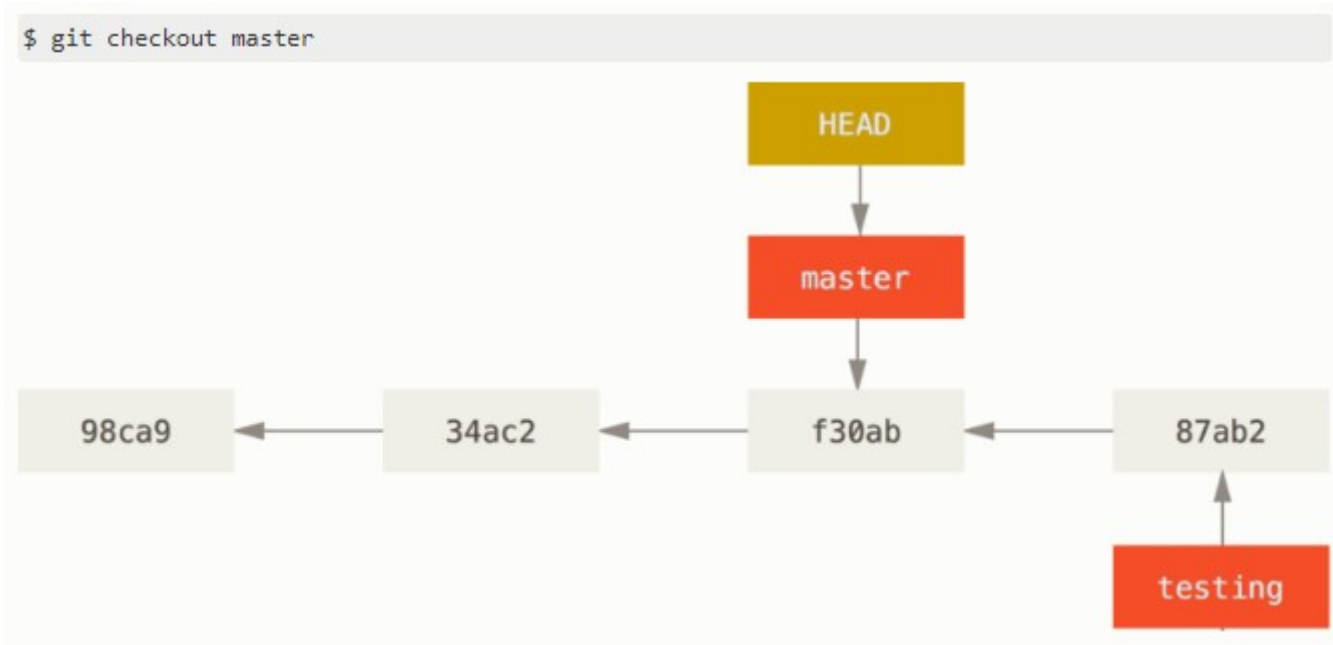 $ git checkout master
HEAD
master
98ca9 34ac2 f30ab 87ab2
testing